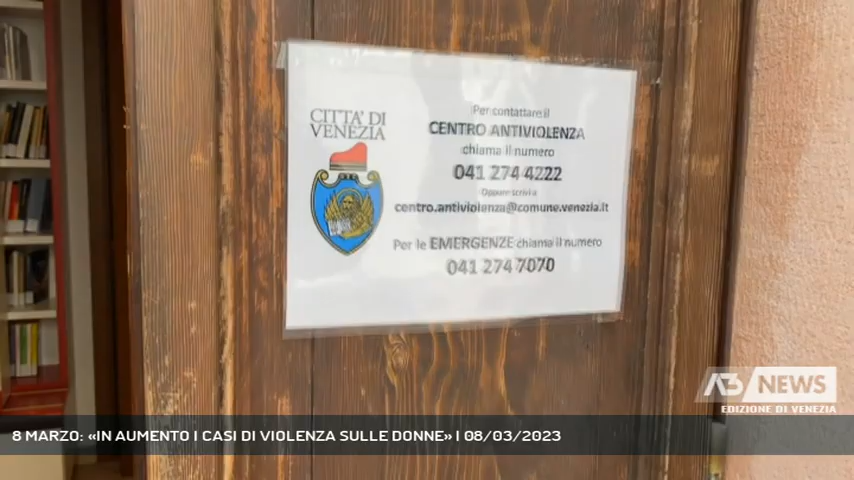 CITTA' DI
VENEZIA
Per contattare il
CENTRO ANTIVIOLENZA
chiama il numero
041 274 4222
Oppure scrivi a
centro.antiviolenza@comune.venezia.it
Per le EMERGENZE chiama il numero
041 274 7070
A3 NEWS
EDIZIONE DI VENEZIA
8 MARZO: «IN AUMENTO I CASI DI VIOLENZA SULLE DONNE» | 08/03/2023